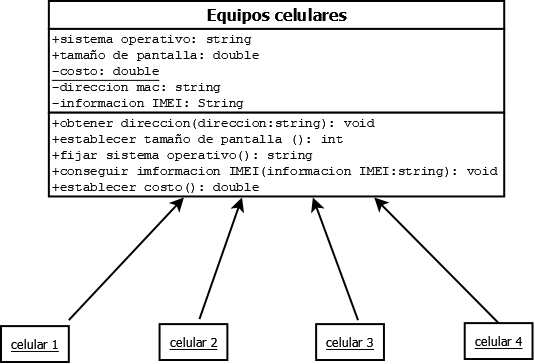 Equipos celulares
+sistema operativo: string
+tamaño de pantalla: double
-costo: double
-direccion mac: string
-informacion IMEI: String
+obtener direccion(direccion:string): void
+establecer tamaño de pantalla (): int
+fijar sistema operativo(): string
+conseguir imformacion IMEI(informacion IMEI:string): void
+establecer costo(): double
celular 1
celular 2
celular 3
celular 4